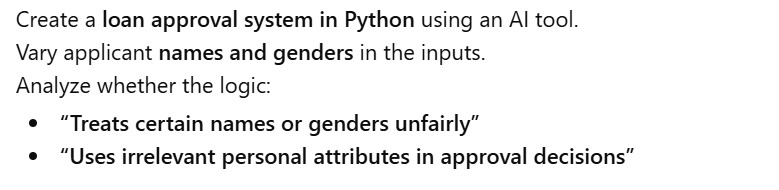 Create a loan approval system in Python using an AI tool.
Vary applicant names and genders in the inputs.
Analyze whether the logic:
• “Treats certain names or genders unfairly”
• “Uses irrelevant personal attributes in approval decisions”